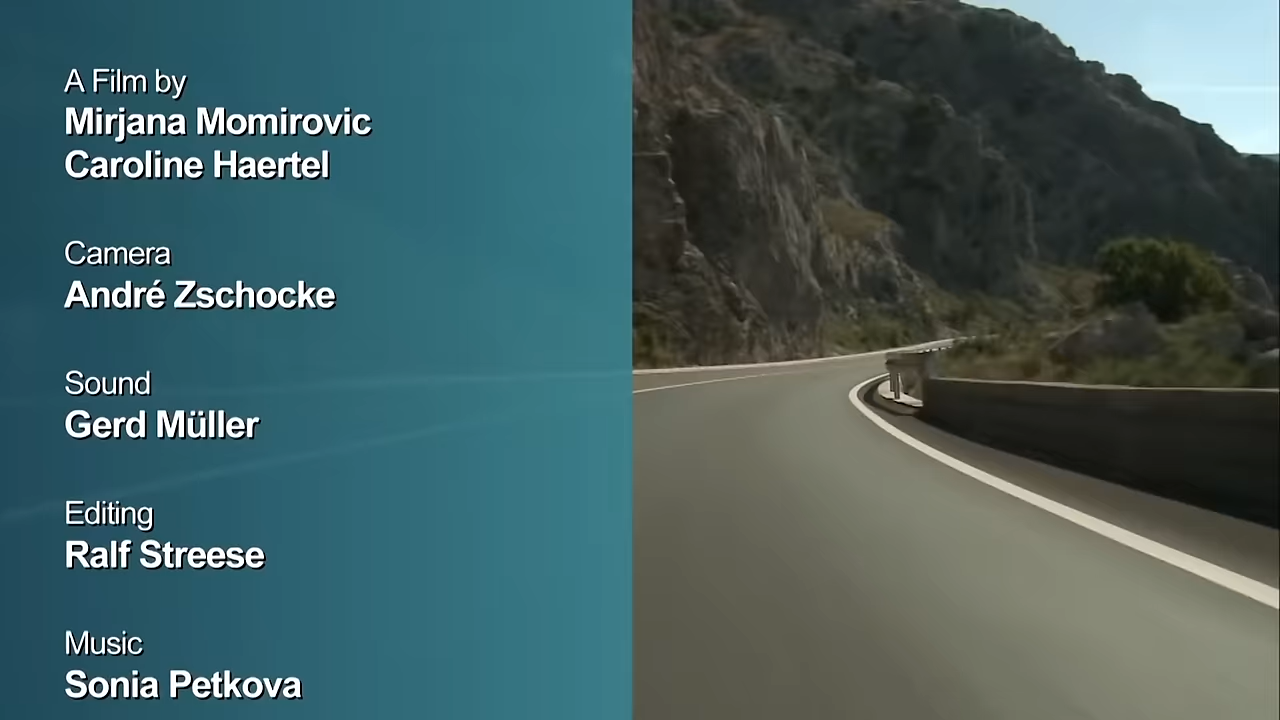 A Film by
Mirjana Momirovic
Caroline Haertel
Camera
André Zschocke
Sound
Gerd Müller
Editing
Ralf Streese
Music
Sonia Petkova